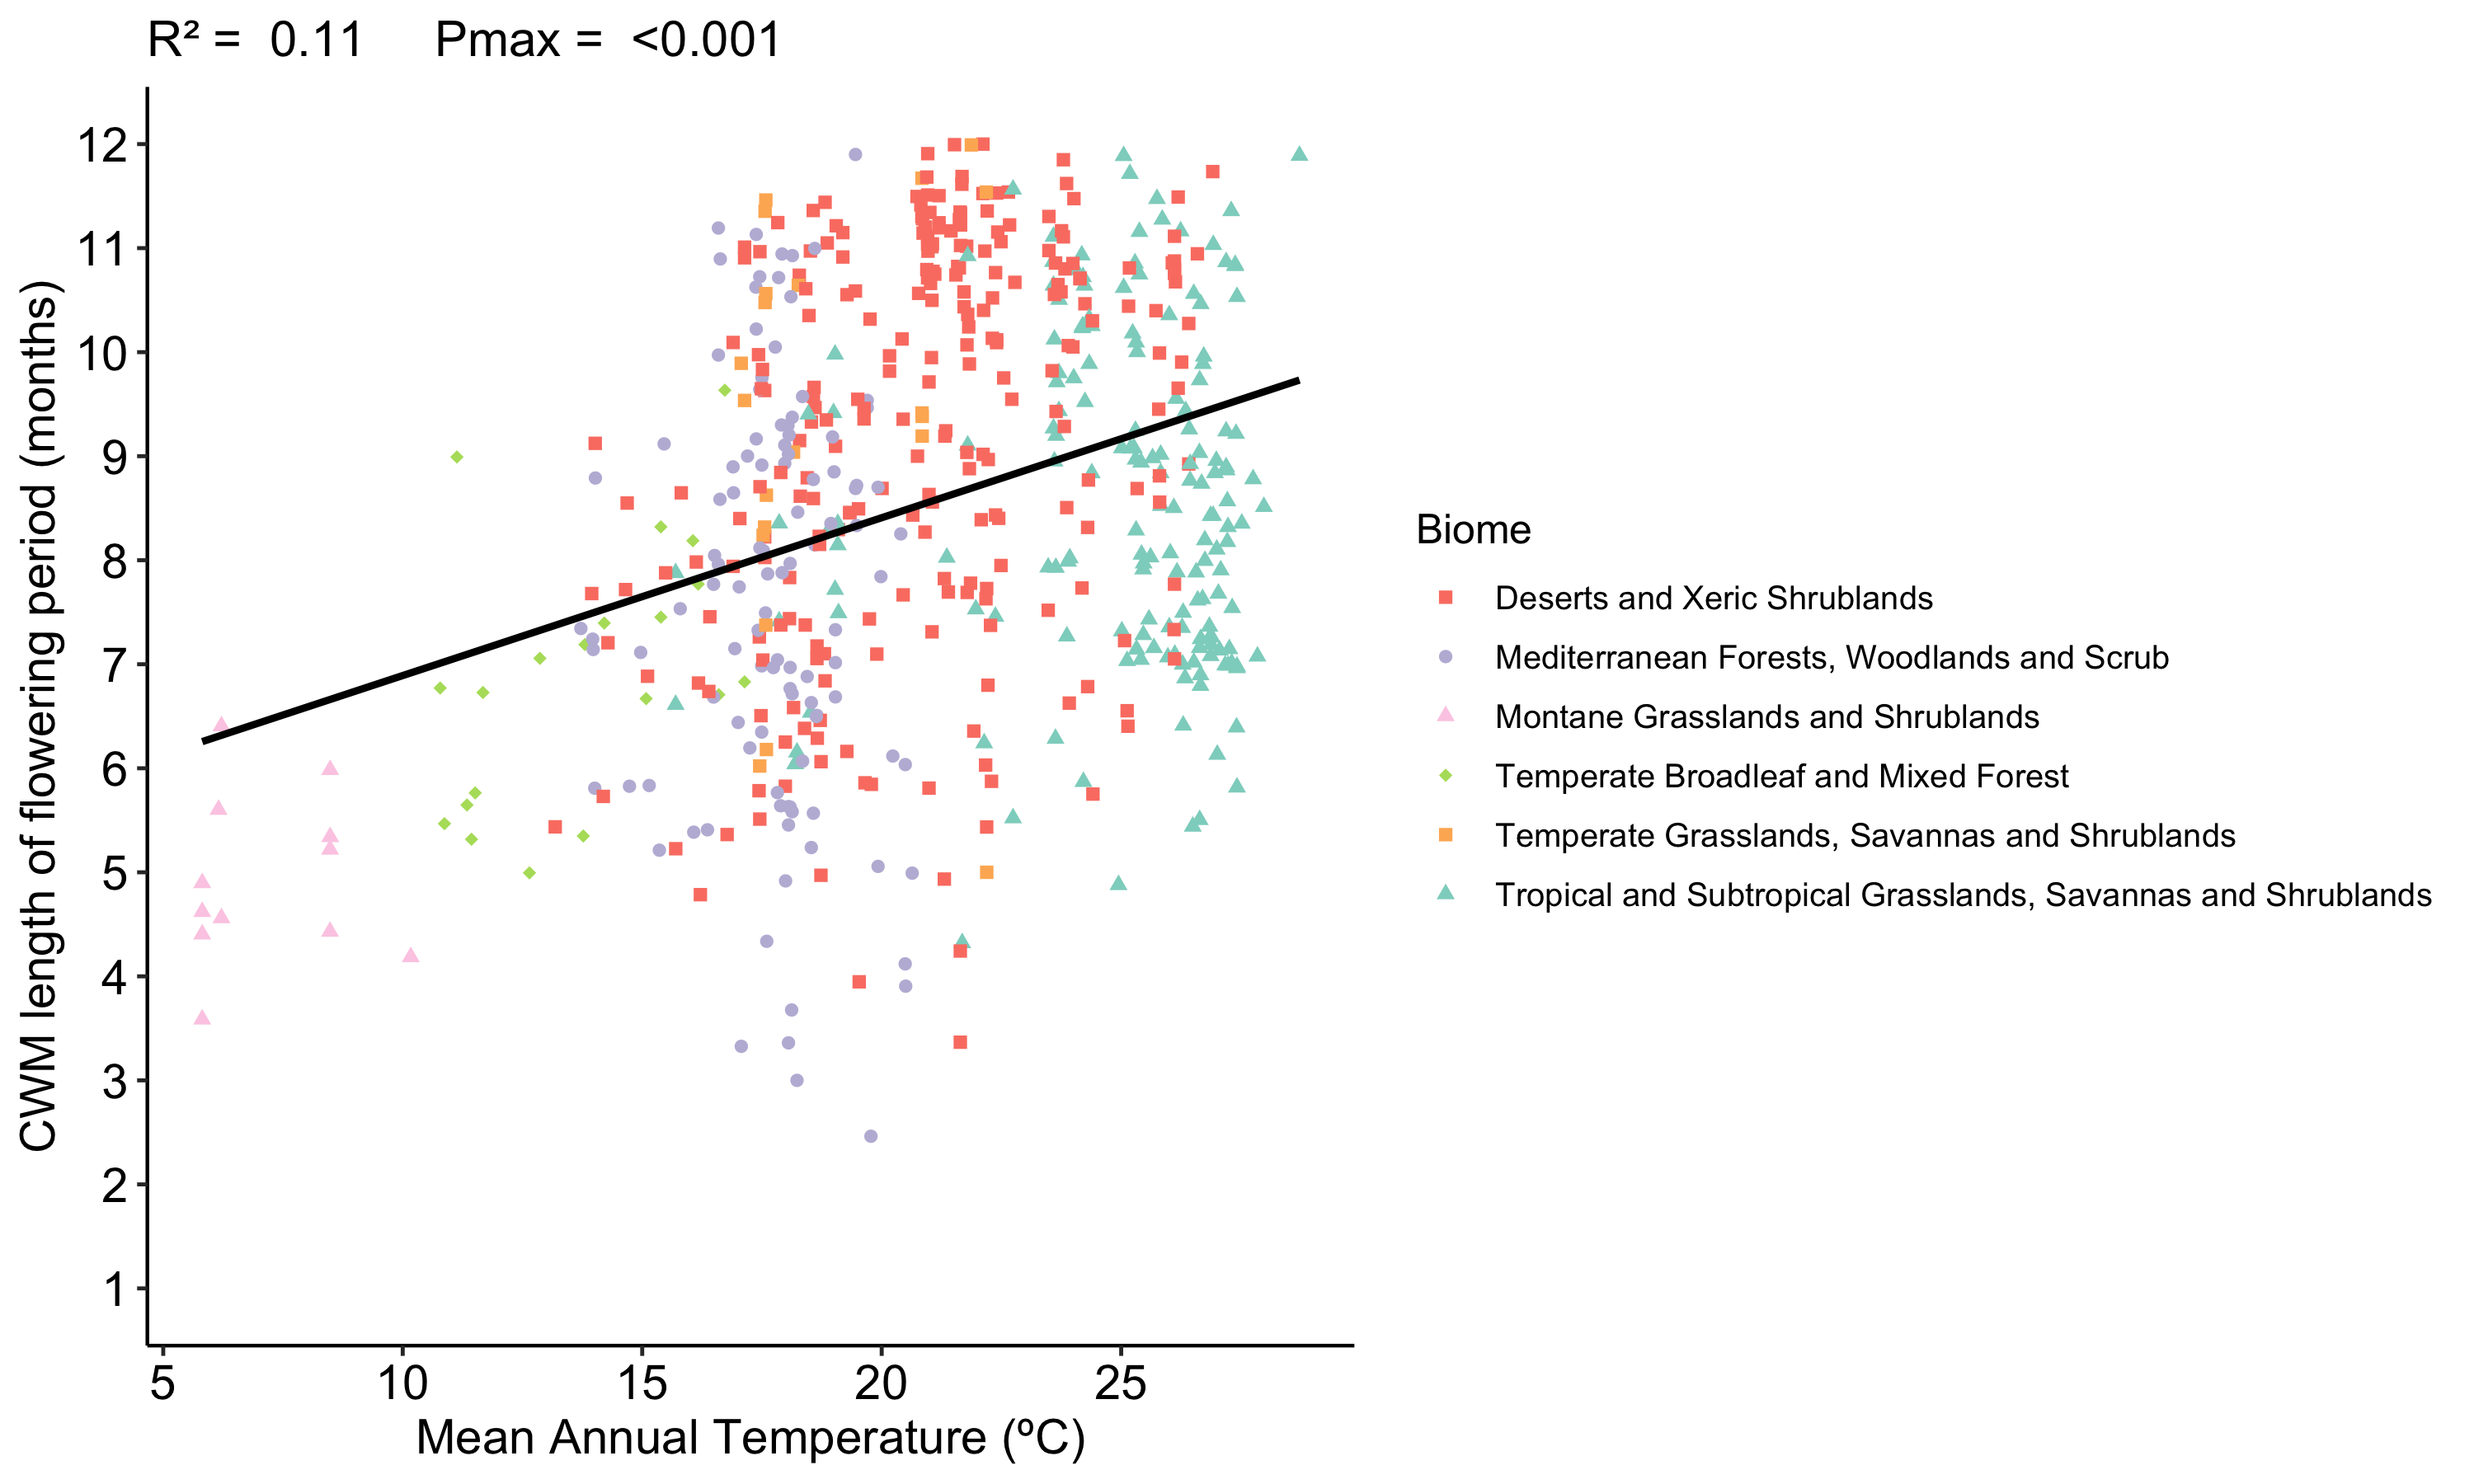 R² =  0.11     Pmax =  <0.001
CWM length of flowering period (months)
12
11
10
9
8
7
6
5
4
3
2
1
5 10 15 20 25
Mean Annual Temperature (ºC)
Biome
Deserts and Xeric Shrublands
Mediterranean Forests, Woodlands and Scrub
Montane Grasslands and Shrublands
Temperate Broadleaf and Mixed Forest
Temperate Grasslands, Savannas and Shrublands
Tropical and Subtropical Grasslands, Savannas and Shrublands